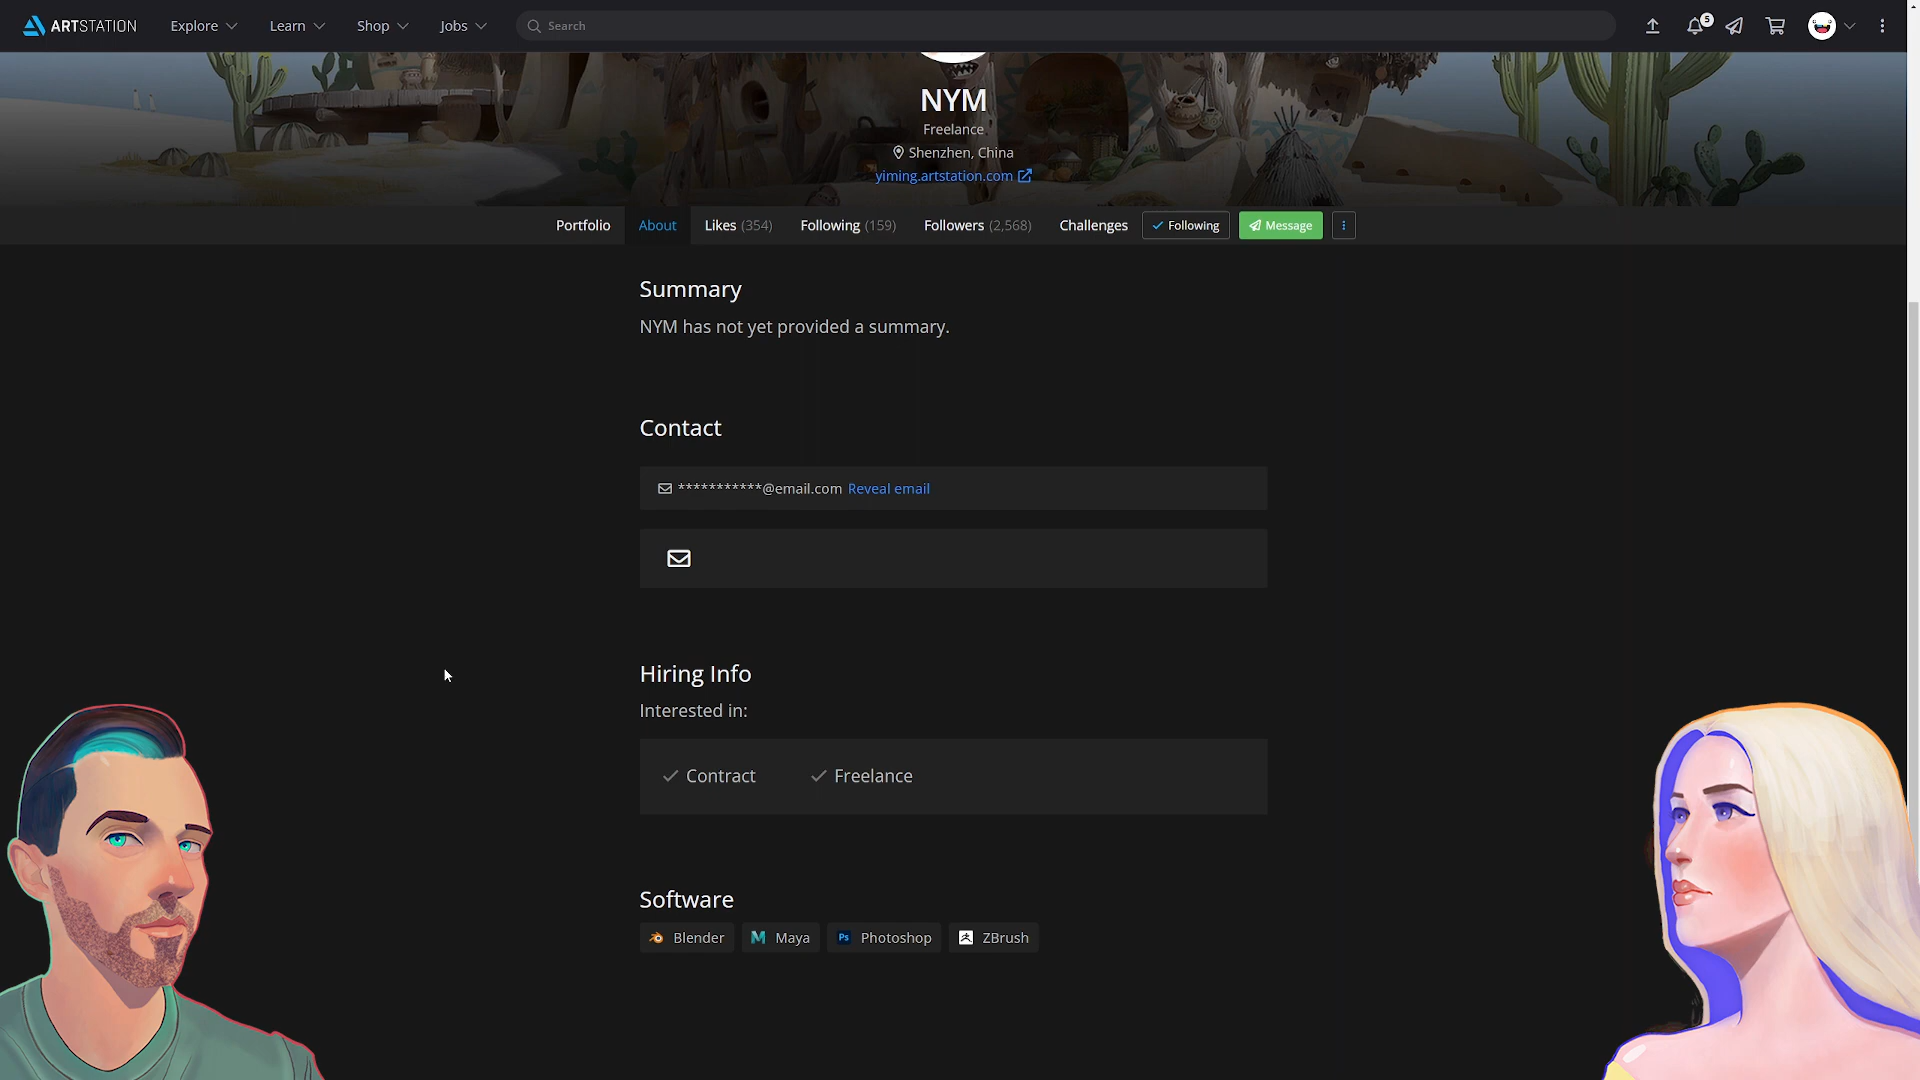 ARTSTATION Explore Learn Shop Jobs Search 5
NYM
Freelance
Shenzhen, China
yiming.artstation.com
Portfolio About Likes (354) Following (159) Followers (2,568) Challenges Following Message
Summary
NYM has not yet provided a summary.
Contact
***********@email.com Reveal email
Hiring Info
Interested in:
Contract Freelance
Software
Blender Maya Ps Photoshop ZBrush